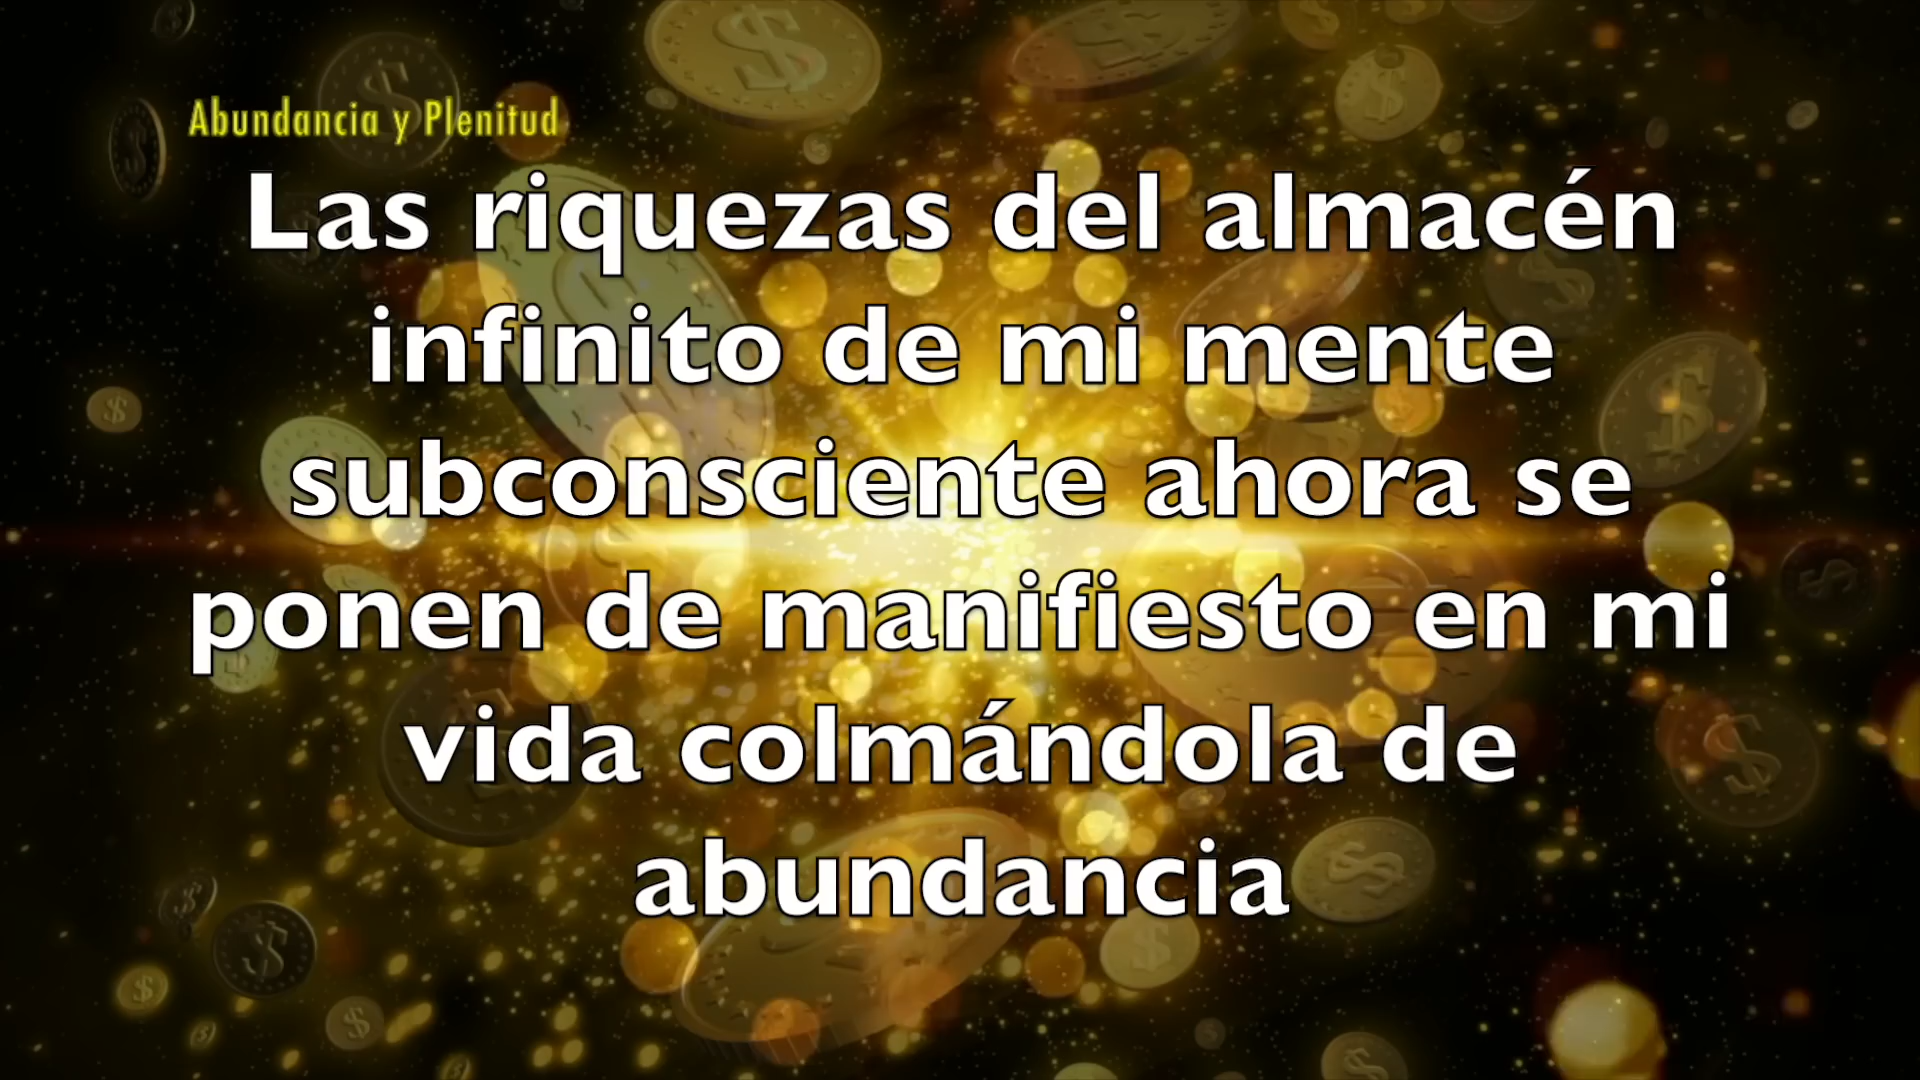 Abundancia y Plenitud
Las riquezas del almacén
infinito de mi mente
subconsciente ahora se
ponen de manifiesto en mi
vida colmándola de
abundancia